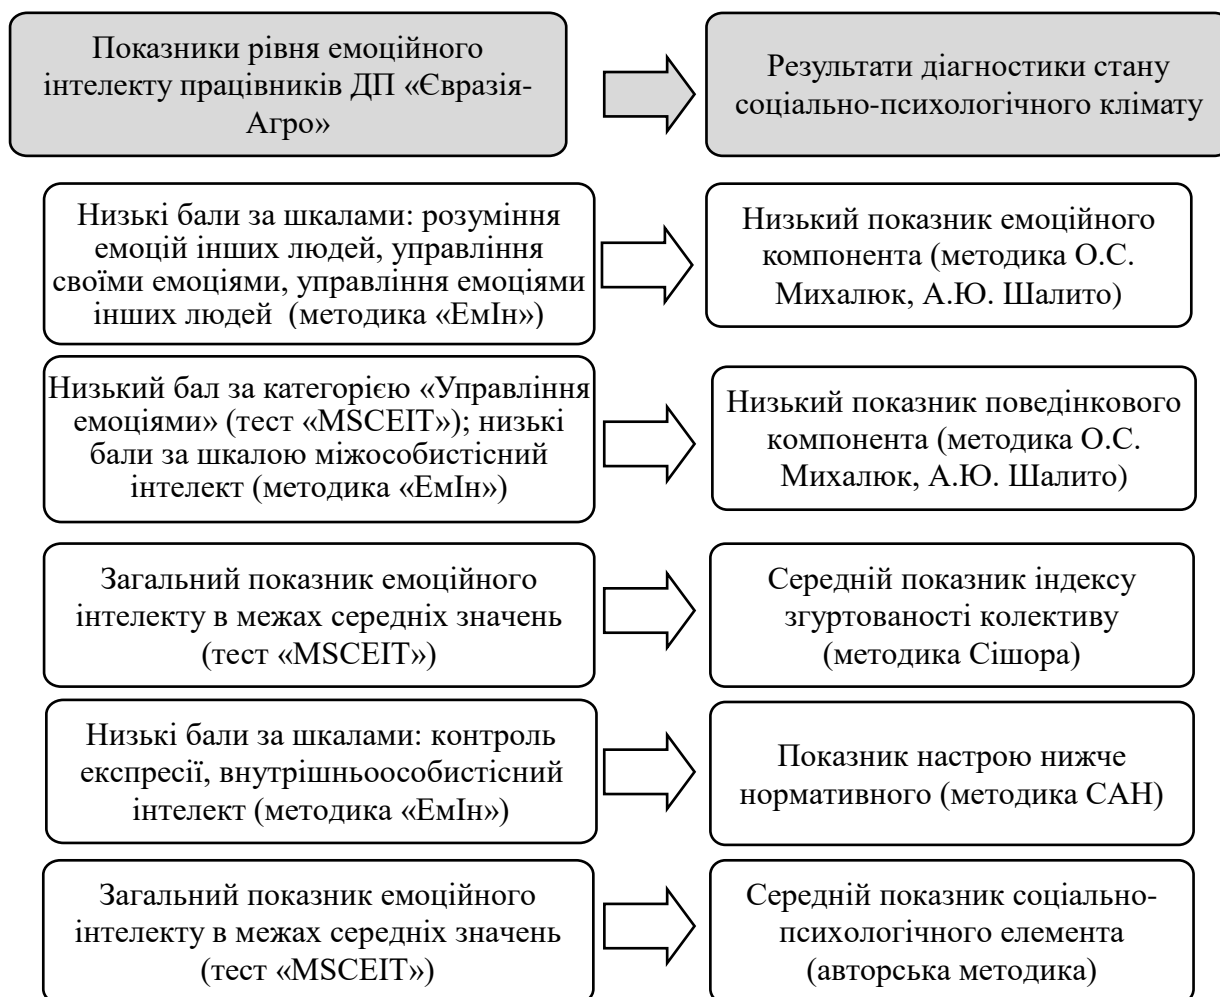 Показники рівня емоційного
інтелекту працівників ДП «Євразія-
Агро»
Результати діагностики стану
соціально-психологічного клімату
Низькі бали за шкалами: розуміння
емоцій інших людей, управління
своїми емоціями, управління емоціями
інших людей (методика «ЕмІн»)
Низький показник емоційного
компонента (методика О.С.
Михалюк, А.Ю. Шалито)
Низький бал за категорією «Управління
емоціями» (тест «MSCEIT»); низькі
бали за шкалою міжособистісний
інтелект (методика «ЕмІн»)
Низький показник поведінкового
компонента (методика О.С.
Михалюк, А.Ю. Шалито)
Загальний показник емоційного
інтелекту в межах середніх значень
(тест «MSCEIT»)
Середній показник індексу
згуртованості колективу
(методика Сішора)
Низькі бали за шкалами: контроль
експресії, внутрішньоособистісний
інтелект (методика «ЕмІн»)
Показник настрою нижче
нормативного (методика САН)
Загальний показник емоційного
інтелекту в межах середніх значень
(тест «MSCEIT»)
Середній показник соціально-
психологічного елемента
(авторська методика)